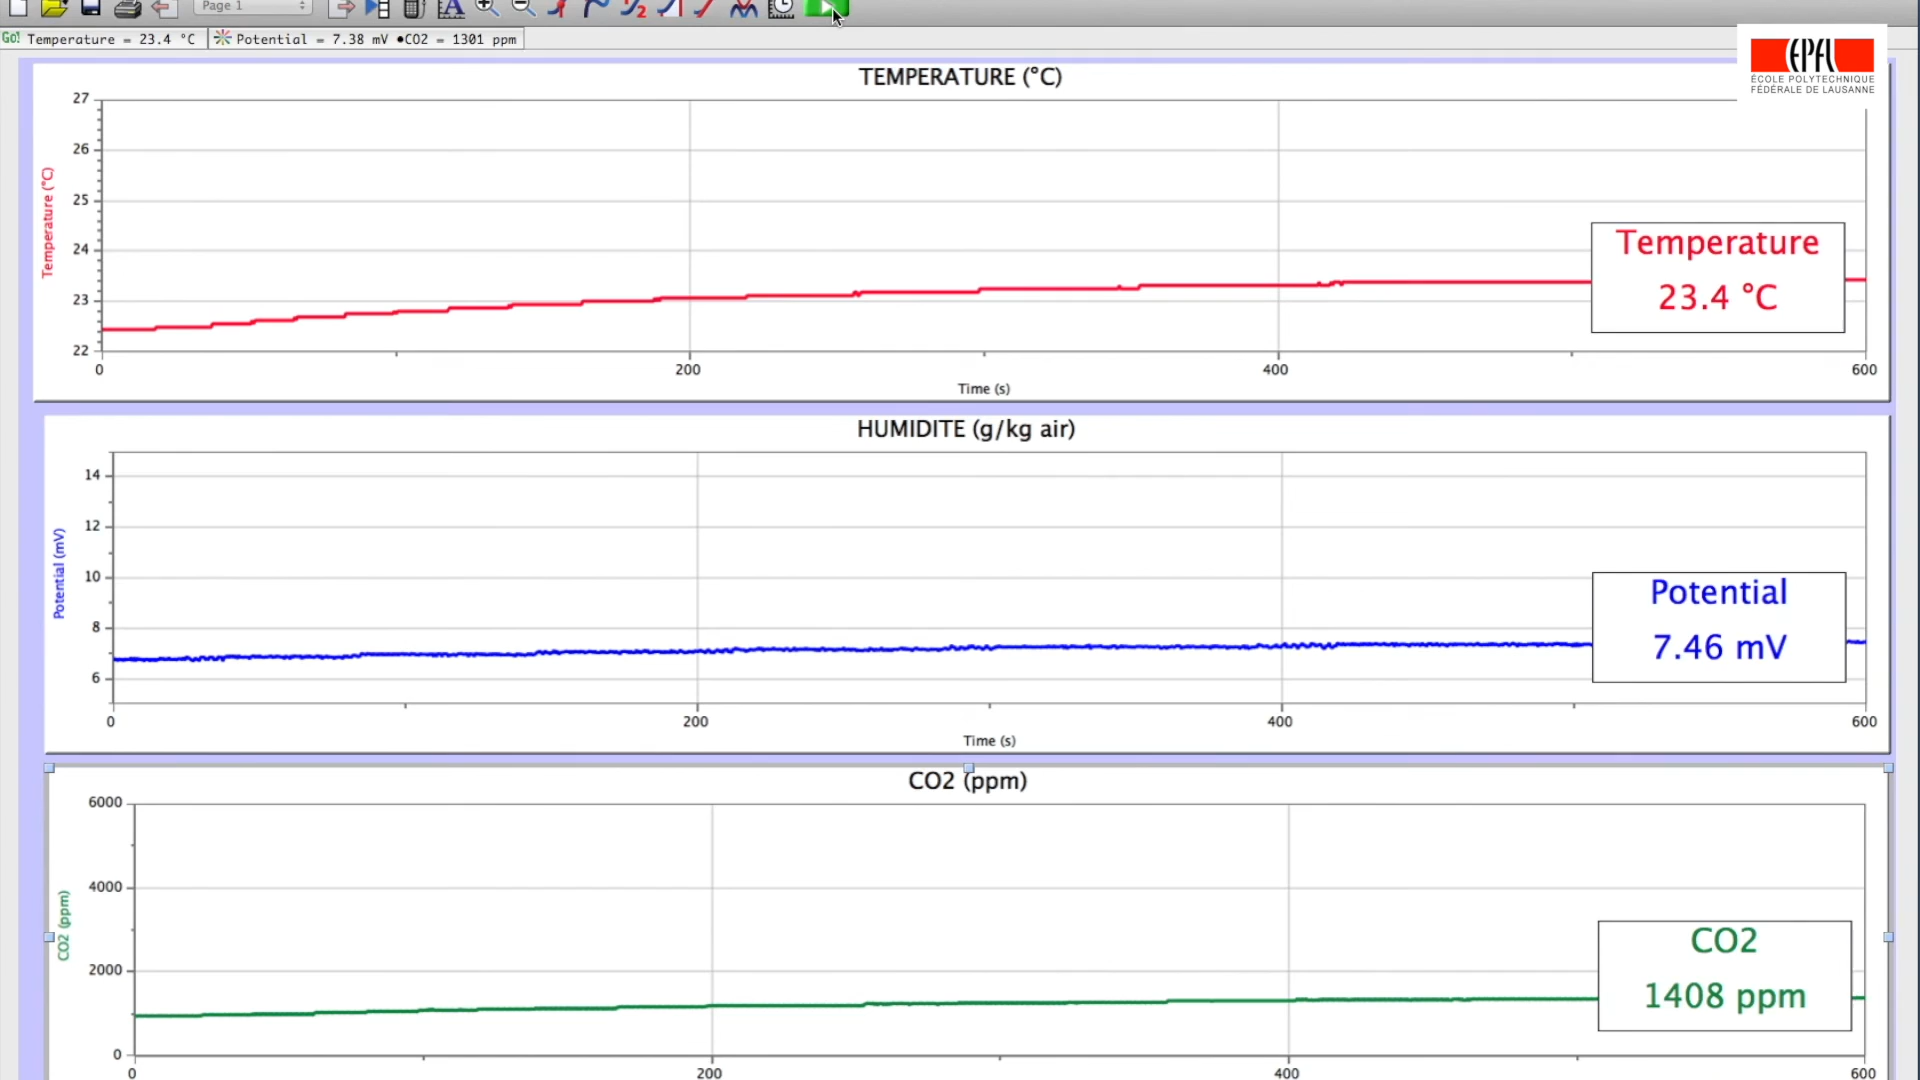 Page 1
Go! Temperature = 23.4 °C
Potential = 7.38 mV •CO2 = 1301 ppm
EPFL
ÉCOLE POLYTECHNIQUE
FÉDÉRALE DE LAUSANNE
TEMPERATURE (°C)
27
26
25
24
23
22
Temperature (°C)
Temperature
23.4 °C
0
200
400
600
Time (s)
HUMIDITE (g/kg air)
14
12
10
8
6
Potential (mV)
Potential
7.46 mV
0
200
400
600
Time (s)
CO2 (ppm)
6000
4000
2000
0
CO2 (ppm)
CO2
1408 ppm
0
200
400
600